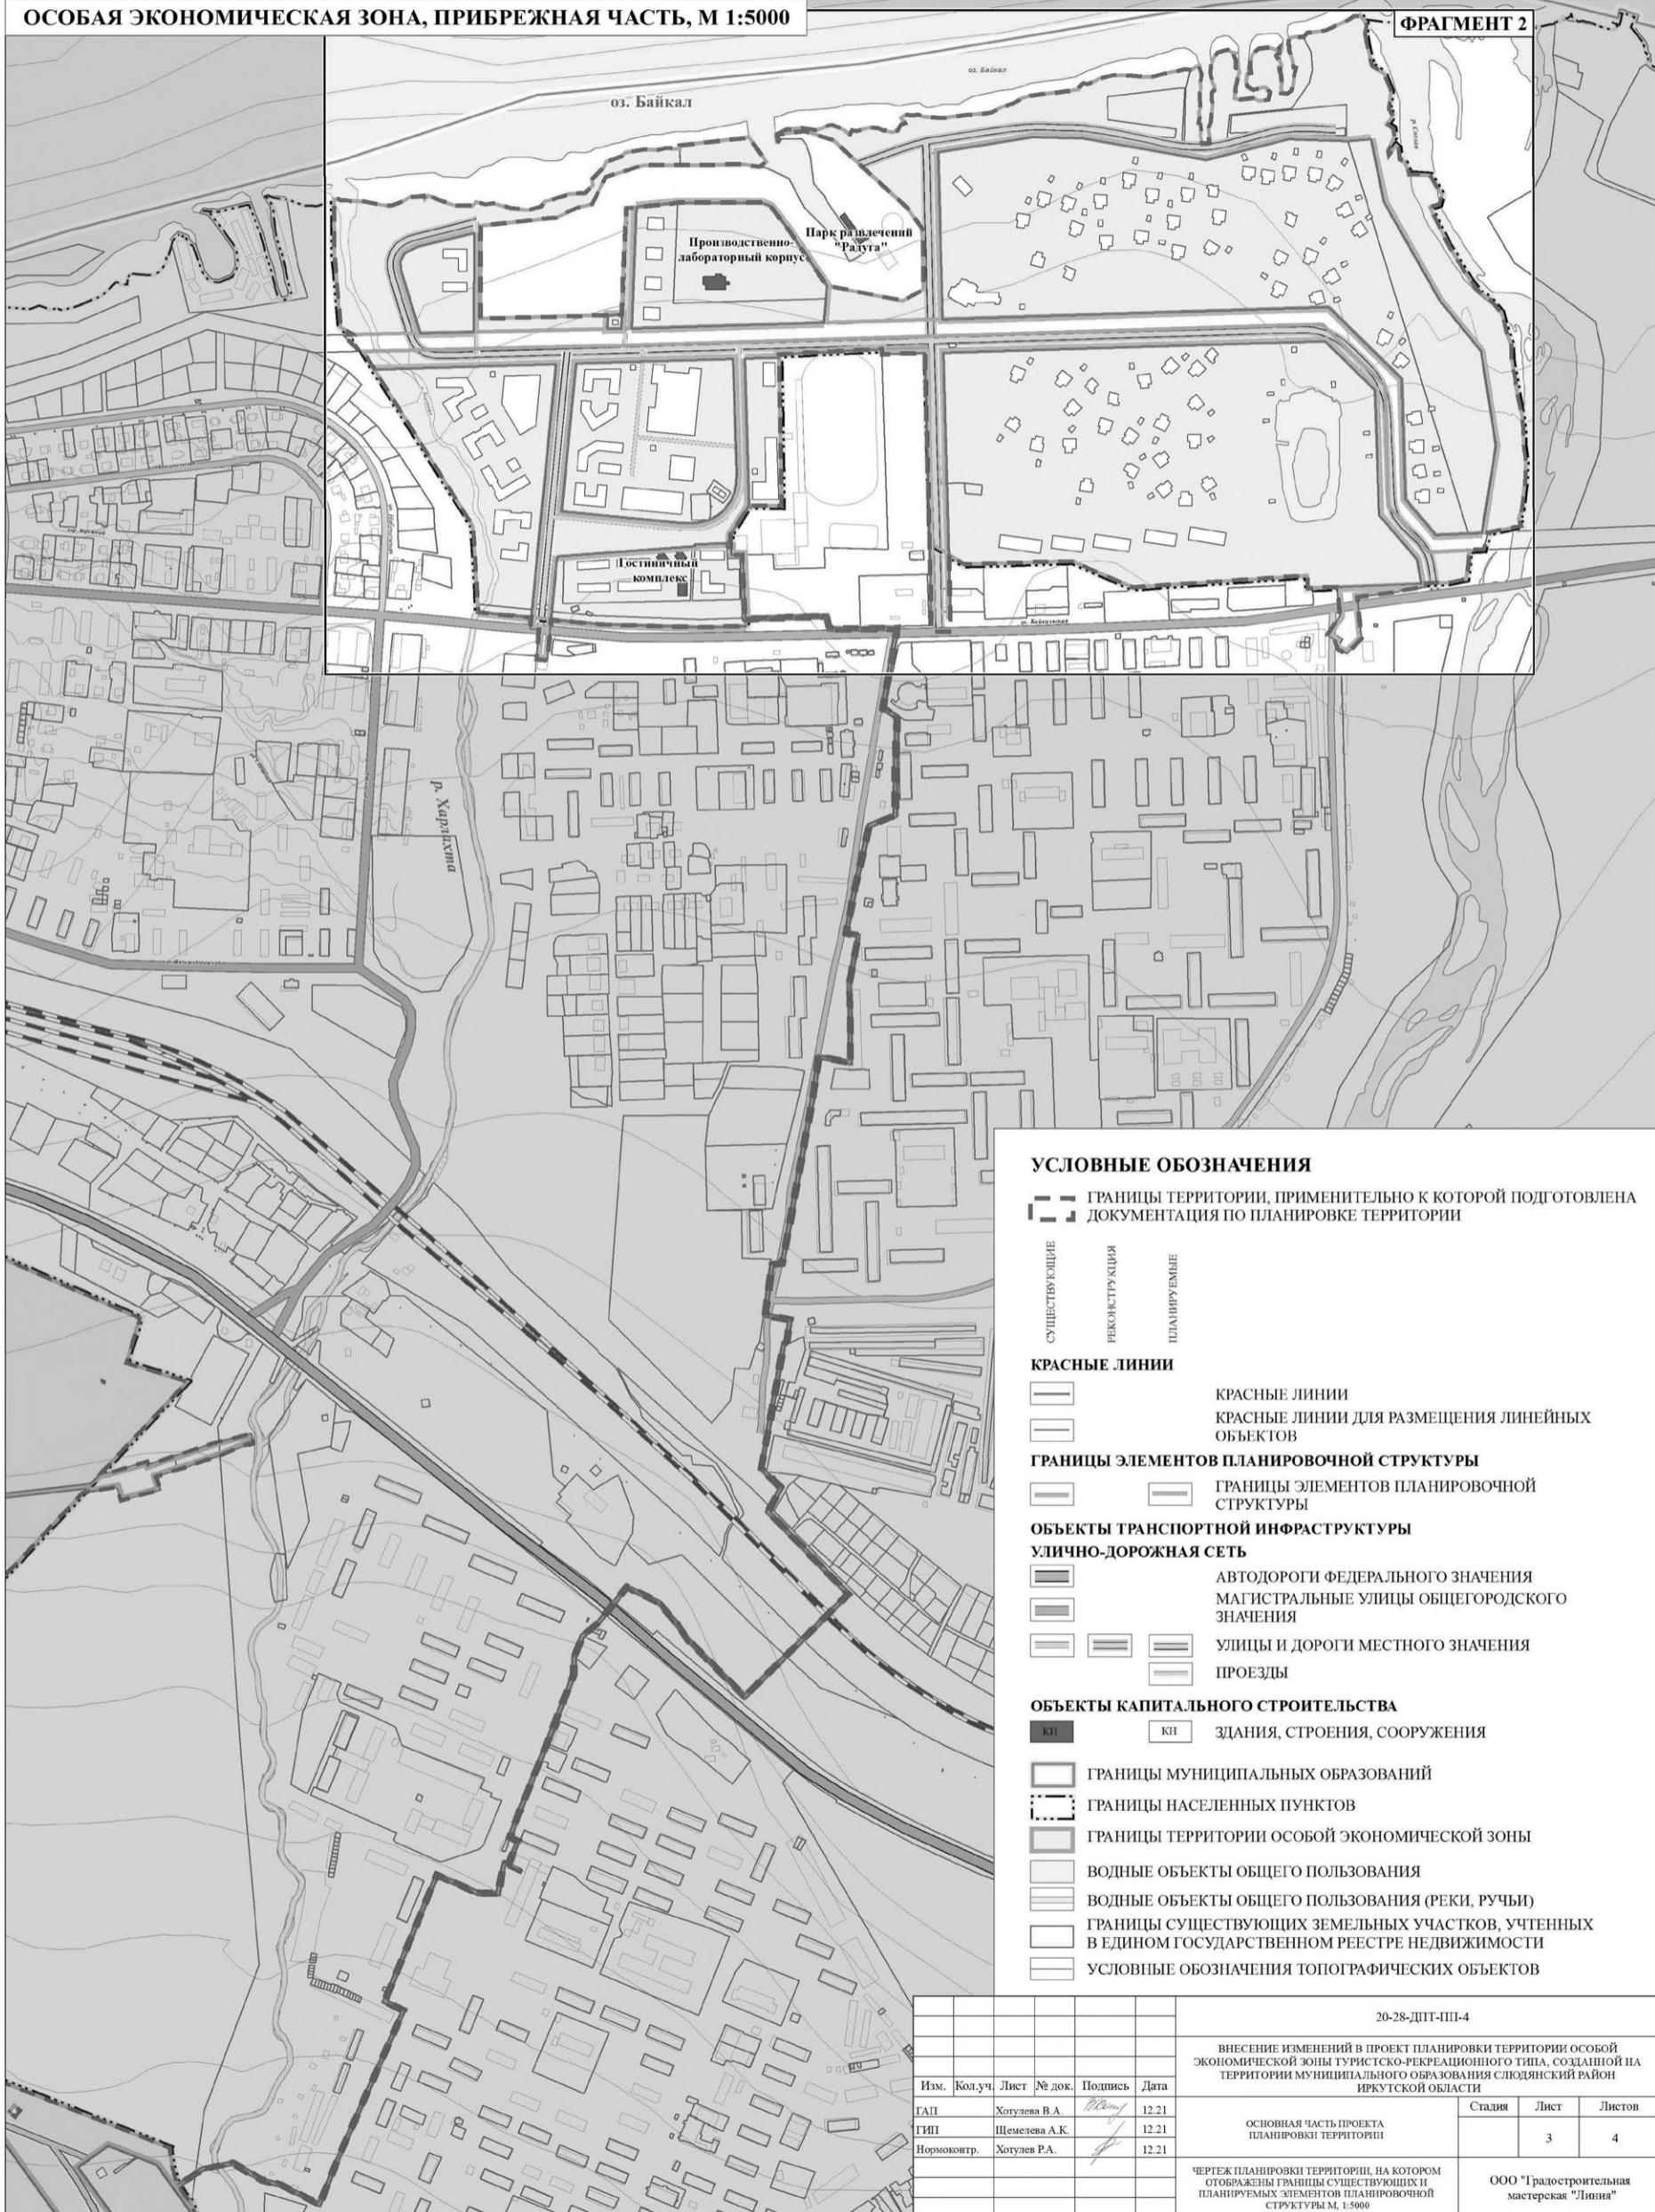 ОСОБАЯ ЭКОНОМИЧЕСКАЯ ЗОНА, ПРИБРЕЖНАЯ ЧАСТЬ, М 1:5000
ФРАГМЕНТ 2
оз. Байкал
оз. Байкал
Парк развлечений
"Радуга"
Производственно-
лабораторный корпус
Гостиничный
комплекс
р. Харлахта
УСЛОВНЫЕ ОБОЗНАЧЕНИЯ
ГРАНИЦЫ ТЕРРИТОРИИ, ПРИМЕНИТЕЛЬНО К КОТОРОЙ ПОДГОТОВЛЕНА
ДОКУМЕНТАЦИЯ ПО ПЛАНИРОВКЕ ТЕРРИТОРИИ
СУЩЕСТВУЮЩИЕ
РЕКОНСТРУКЦИЯ
ПЛАНИРУЕМЫЕ
КРАСНЫЕ ЛИНИИ
КРАСНЫЕ ЛИНИИ
КРАСНЫЕ ЛИНИИ ДЛЯ РАЗМЕЩЕНИЯ ЛИНЕЙНЫХ
ОБЪЕКТОВ
ГРАНИЦЫ ЭЛЕМЕНТОВ ПЛАНИРОВОЧНОЙ СТРУКТУРЫ
ГРАНИЦЫ ЭЛЕМЕНТОВ ПЛАНИРОВОЧНОЙ
СТРУКТУРЫ
ОБЪЕКТЫ ТРАНСПОРТНОЙ ИНФРАСТРУКТУРЫ
УЛИЧНО-ДОРОЖНАЯ СЕТЬ
АВТОДОРОГИ ФЕДЕРАЛЬНОГО ЗНАЧЕНИЯ
МАГИСТРАЛЬНЫЕ УЛИЦЫ ОБЩЕГОРОДСКОГО
ЗНАЧЕНИЯ
УЛИЦЫ И ДОРОГИ МЕСТНОГО ЗНАЧЕНИЯ
ПРОЕЗДЫ
ОБЪЕКТЫ КАПИТАЛЬНОГО СТРОИТЕЛЬСТВА
КН КН ЗДАНИЯ, СТРОЕНИЯ, СООРУЖЕНИЯ
ГРАНИЦЫ МУНИЦИПАЛЬНЫХ ОБРАЗОВАНИЙ
ГРАНИЦЫ НАСЕЛЕННЫХ ПУНКТОВ
ГРАНИЦЫ ТЕРРИТОРИИ ОСОБОЙ ЭКОНОМИЧЕСКОЙ ЗОНЫ
ВОДНЫЕ ОБЪЕКТЫ ОБЩЕГО ПОЛЬЗОВАНИЯ
ВОДНЫЕ ОБЪЕКТЫ ОБЩЕГО ПОЛЬЗОВАНИЯ (РЕКИ, РУЧЬИ)
ГРАНИЦЫ СУЩЕСТВУЮЩИХ ЗЕМЕЛЬНЫХ УЧАСТКОВ, УЧТЕННЫХ
В ЕДИНОМ ГОСУДАРСТВЕННОМ РЕЕСТРЕ НЕДВИЖИМОСТИ
УСЛОВНЫЕ ОБОЗНАЧЕНИЯ ТОПОГРАФИЧЕСКИХ ОБЪЕКТОВ
20-28-ДПТ-ПП-4
ВНЕСЕНИЕ ИЗМЕНЕНИЙ В ПРОЕКТ ПЛАНИРОВКИ ТЕРРИТОРИИ ОСОБОЙ
ЭКОНОМИЧЕСКОЙ ЗОНЫ ТУРИСТСКО-РЕКРЕАЦИОННОГО ТИПА, СОЗДАННОЙ НА
ТЕРРИТОРИИ МУНИЦИПАЛЬНОГО ОБРАЗОВАНИЯ СЛЮДЯНСКИЙ РАЙОН
ИРКУТСКОЙ ОБЛАСТИ
Изм. Кол.уч. Лист № док. Подпись Дата
ГАП Хотулева В.А. 12.21
ГИП Щемелева А.К. 12.21
Нормоконтр. Хотулев Р.А. 12.21
ОСНОВНАЯ ЧАСТЬ ПРОЕКТА
ПЛАНИРОВКИ ТЕРРИТОРИИ
Стадия Лист Листов
3 4
ЧЕРТЕЖ ПЛАНИРОВКИ ТЕРРИТОРИИ, НА КОТОРОМ
ОТОБРАЖЕНЫ ГРАНИЦЫ СУЩЕСТВУЮЩИХ И
ПЛАНИРУЕМЫХ ЭЛЕМЕНТОВ ПЛАНИРОВОЧНОЙ
СТРУКТУРЫ М, 1:5000
ООО "Градостроительная
мастерская "Линия"